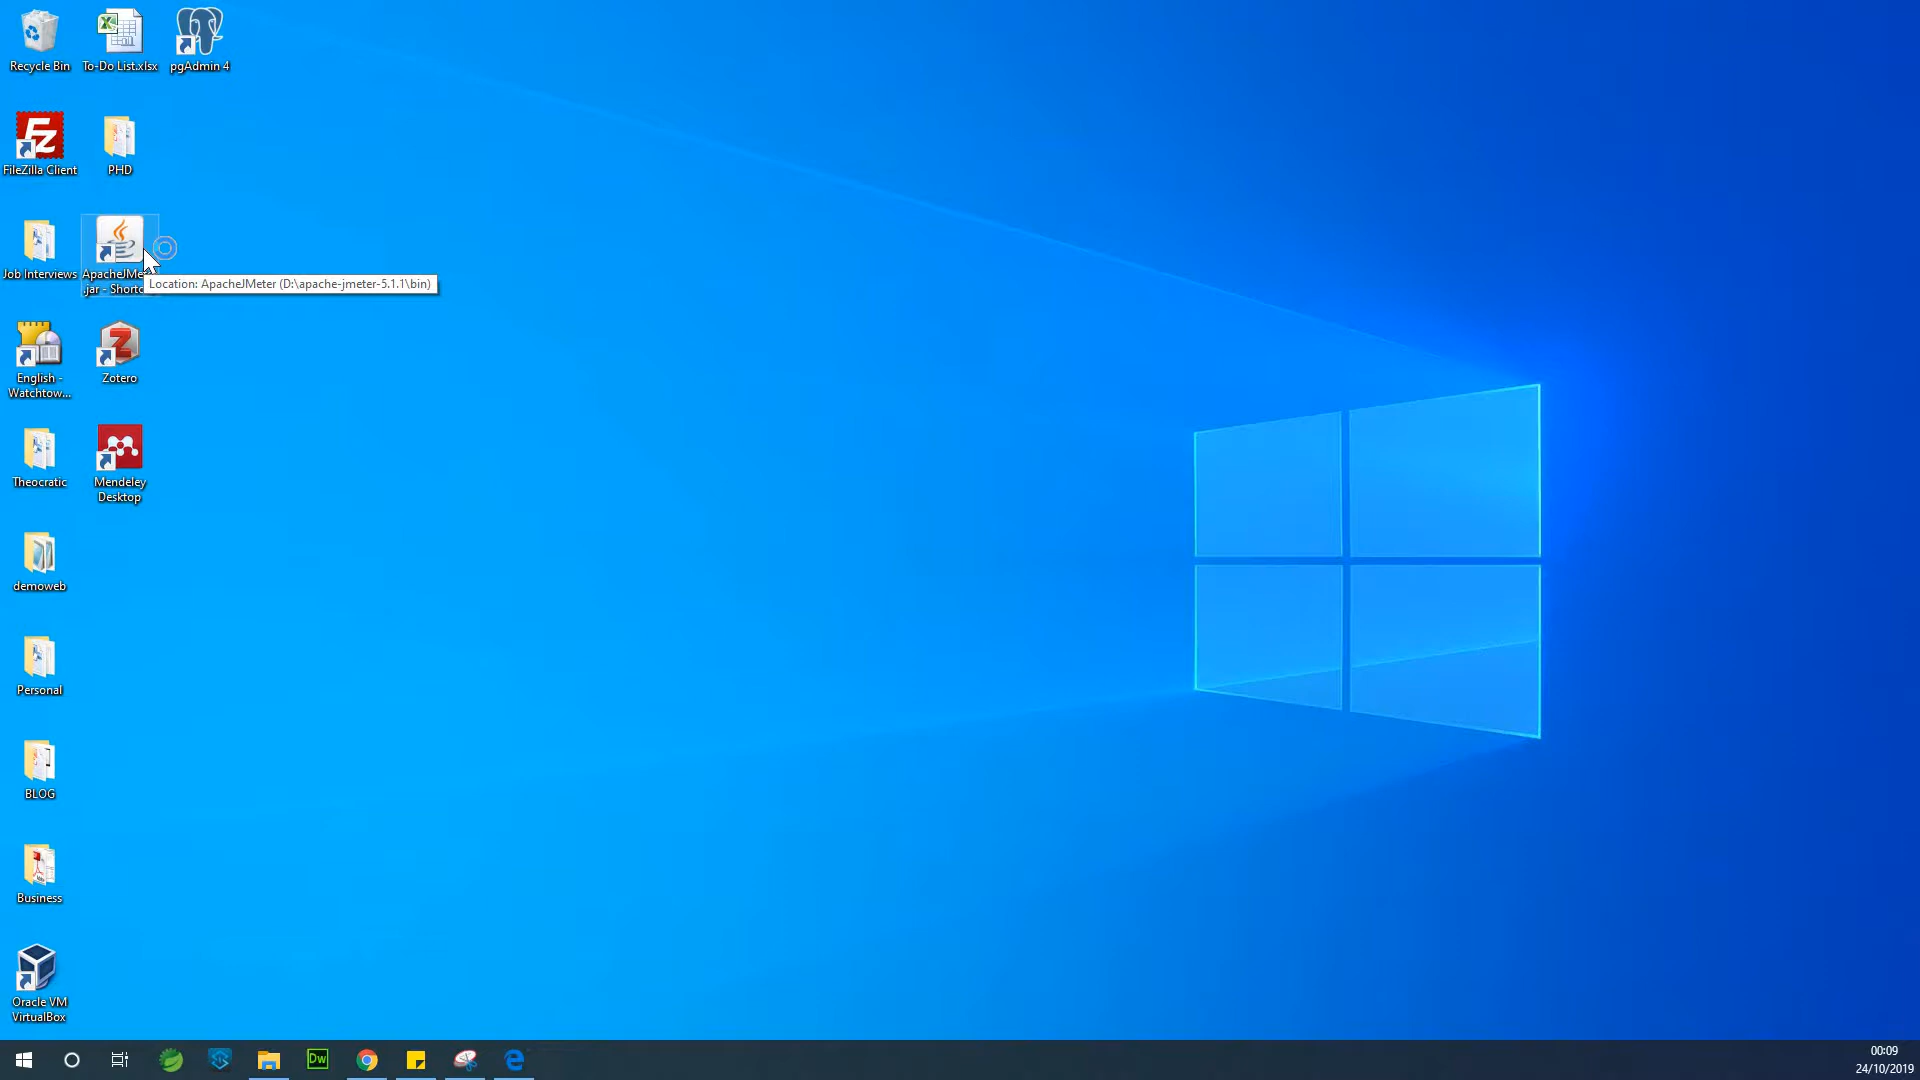 Recycle Bin
To-Do List.xlsx
pgAdmin 4
FileZilla Client
PHD
Job Interviews
ApacheJMe
.jar - Shortc
Location: ApacheJMeter (D:\apache-jmeter-5.1.1\bin)
English -
Watchtow...
Zotero
Theocratic
Mendeley
Desktop
demoweb
Personal
BLOG
Business
Oracle VM
VirtualBox
Dw
00:09
24/10/2019